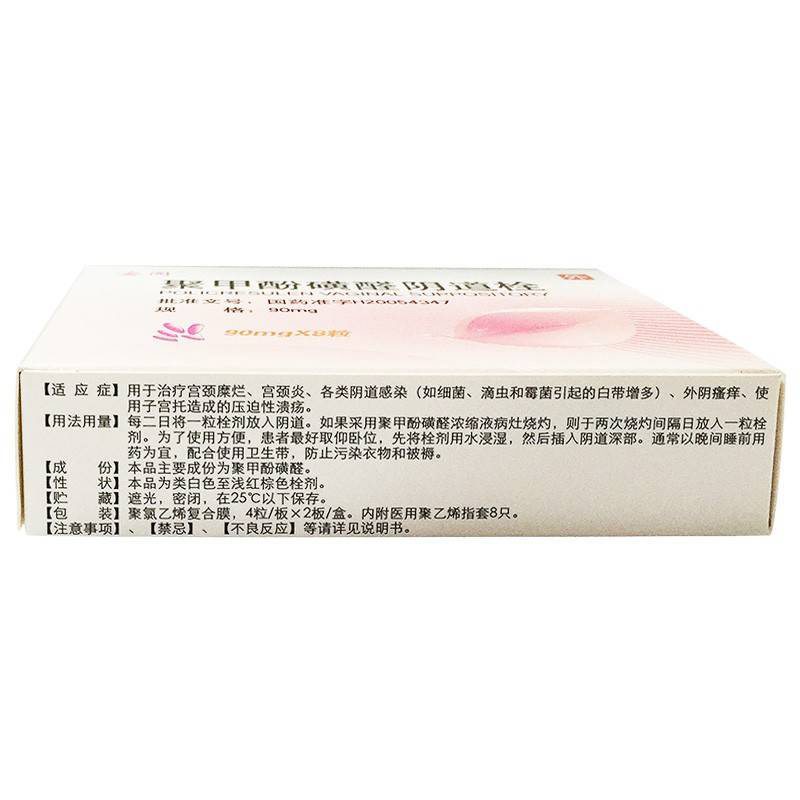 聚甲酚磺醛阴道栓
POLICRESULEN VAGINAL SUPPOSITORY
批准文号：国药准字H20054347
规 格：90mg
90mgX8粒
外
【适 应 症】用于治疗宫颈糜烂、宫颈炎、各类阴道感染（如细菌、滴虫和霉菌引起的白带增多）、外阴瘙痒、使
用子宫托造成的压迫性溃疡。
【用法用量】每二日将一粒栓剂放入阴道。如果采用聚甲酚磺醛浓缩液病灶烧灼，则于两次烧灼间隔日放入一粒栓
剂。为了使用方便，患者最好取仰卧位，先将栓剂用水浸湿，然后插入阴道深部。通常以晚间睡前用
药为宜，配合使用卫生带，防止污染衣物和被褥。
【成 份】本品主要成份为聚甲酚磺醛。
【性 状】本品为类白色至浅红棕色栓剂。
【贮 藏】遮光，密闭，在25℃以下保存。
【包 装】聚氯乙烯复合膜，4粒/板×2板/盒。内附医用聚乙烯指套8只。
【注意事项】、【禁忌】、【不良反应】等请详见说明书。